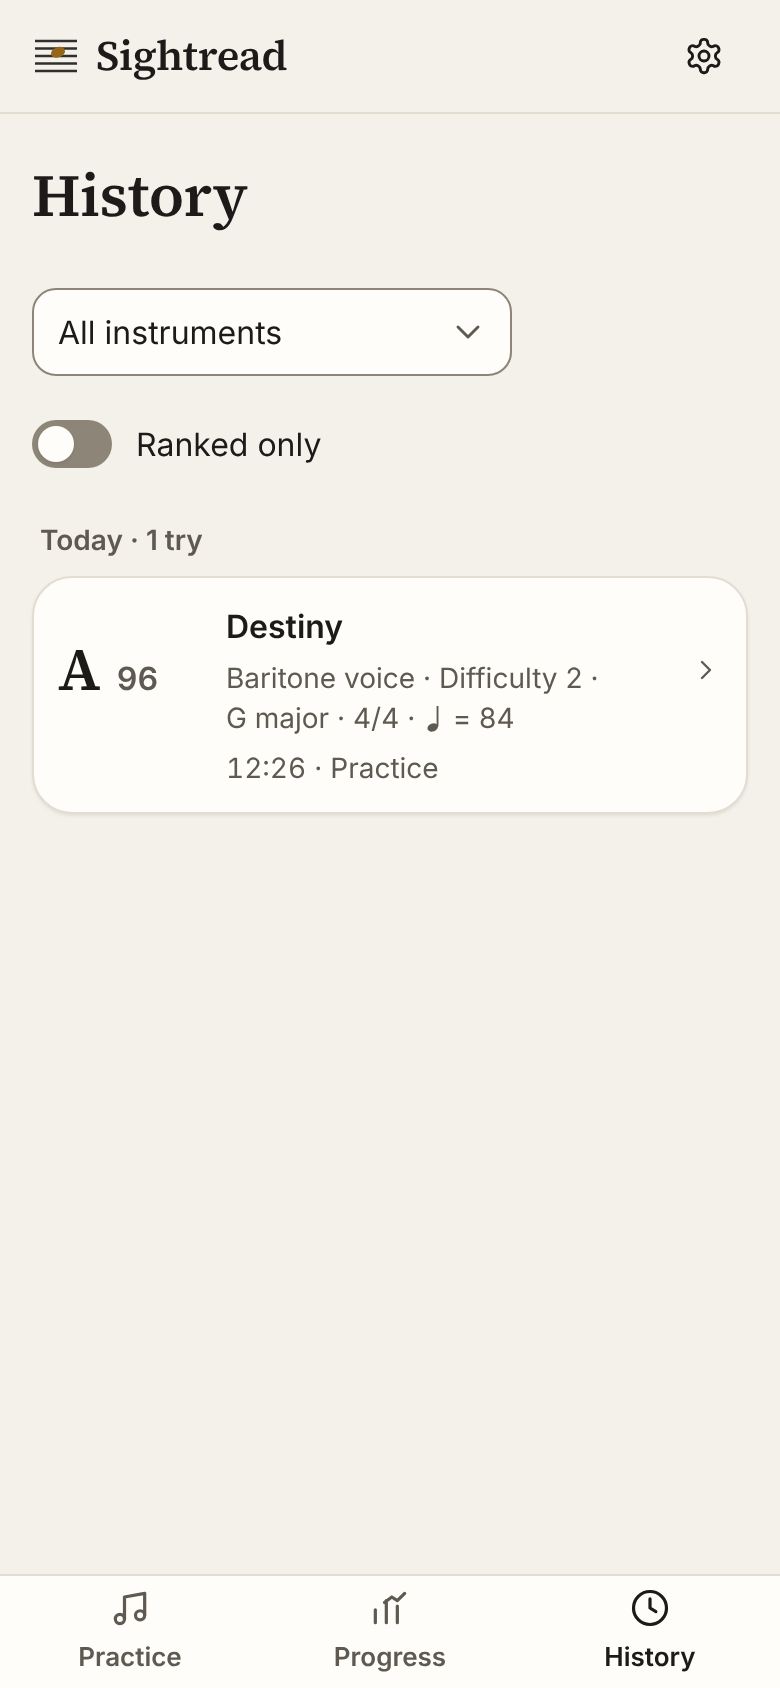 Sightread
History
All instruments
Ranked only
Today · 1 try
Destiny
A 96
Baritone voice · Difficulty 2 ·
G major · 4/4 · ♩ = 84
12:26 · Practice
Practice
Progress
History